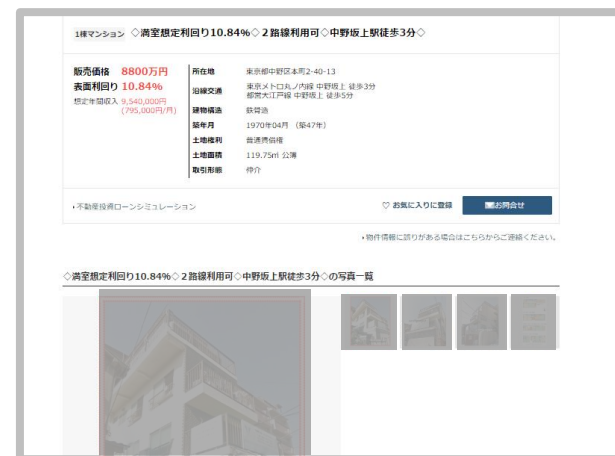 1棟マンション ◇満室想定利回り10.84%◇２路線利用可◇中野坂上駅徒歩3分◇
販売価格 8800万円
表面利回り 10.84%
想定年間収入 9,540,000円
(795,000円/月)
所在地 東京都中野区本町2-40-13
沿線交通 東京メトロ丸ノ内線 中野坂上 徒歩3分
都営大江戸線 中野坂上 徒歩5分
建物構造 鉄骨造
築年月 1970年04月 （築47年）
土地権利 普通賃借権
土地面積 119.75㎡ 公簿
取引形態 仲介
不動産投資ローンシミュレーション
♡ お気に入りに登録 お問合せ
物件情報に誤りがある場合はこちらからご連絡ください。
◇満室想定利回り10.84%◇２路線利用可◇中野坂上駅徒歩3分◇の写真一覧